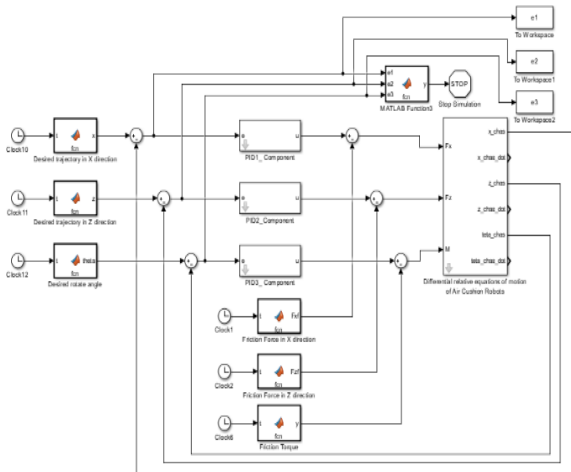 e1
To Workspace
e2
To Workspace1
e3
To Workspace2
e1
e2
e3
fcn
y
MATLAB Function3
STOP
Stop Simulation
Clock10
t
fcn
x
Desired trajectory in X direction
e
u
PID1_ Component
Clock11
t
fcn
z
Desired trajectory in Z direction
e
u
PID2_Component
Clock12
t
fcn
theta
Desired rotate angle
e
u
PID3_ Component
Fx
Fz
M
x_chas
x_chas_dot
z_chas
z_chas_dot
teta_chas
teta_chas_dot
Differential relative equations of motion
of Air Cushion Robots
Clock1
t
fcn
Fxf
Friction Force in X direction
Clock2
t
fcn
Fzf
Friction Force in Z direction
Clock6
t
fcn
y
Friction Torque